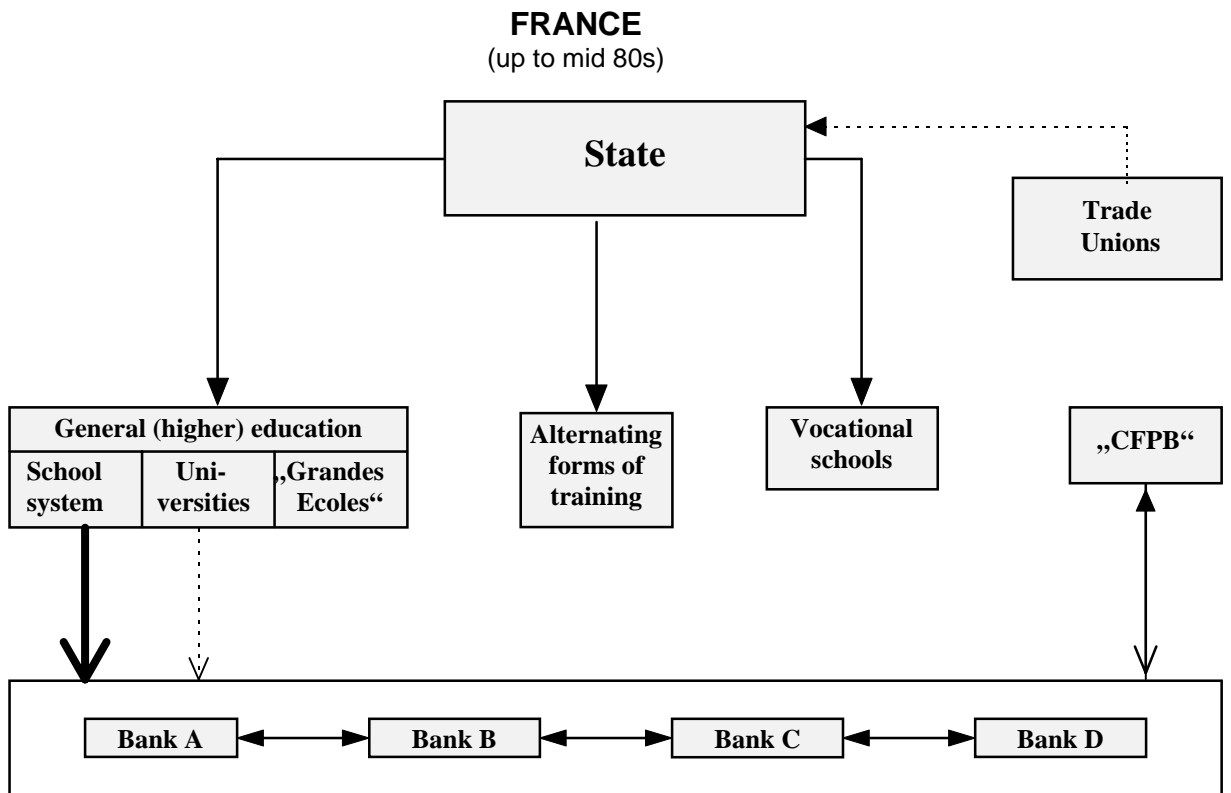 FRANCE
(up to mid 80s)
State
Trade
Unions
General (higher) education
School
system
Uni-
versities
„Grandes
Ecoles“
Alternating
forms of
training
Vocational
schools
„CFPB“
Bank A
Bank B
Bank C
Bank D